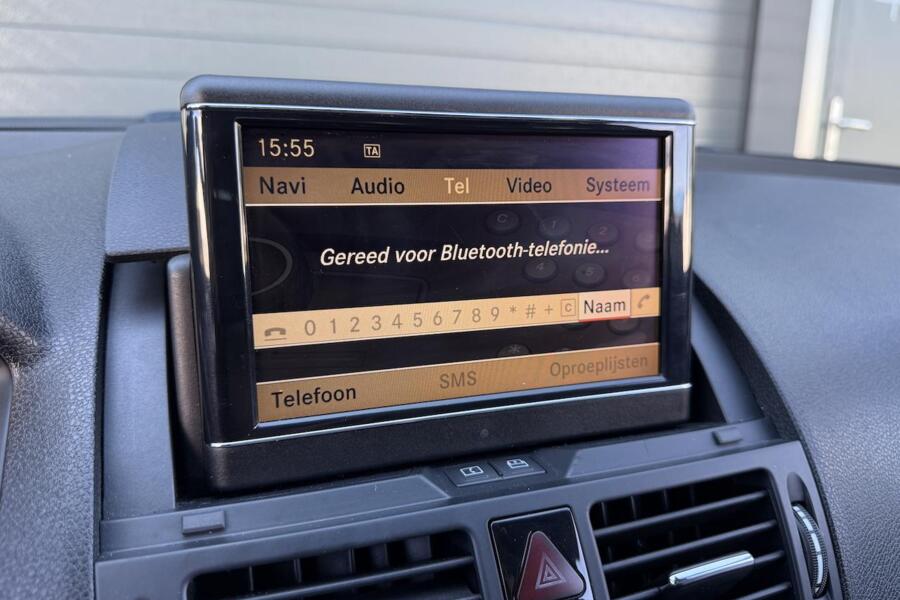 15:55 TA
Navi Audio Tel Video Systeem
Gereed voor Bluetooth-telefonie...
0 1 2 3 4 5 6 7 8 9 * # + C Naam
Telefoon SMS Oproeplijsten